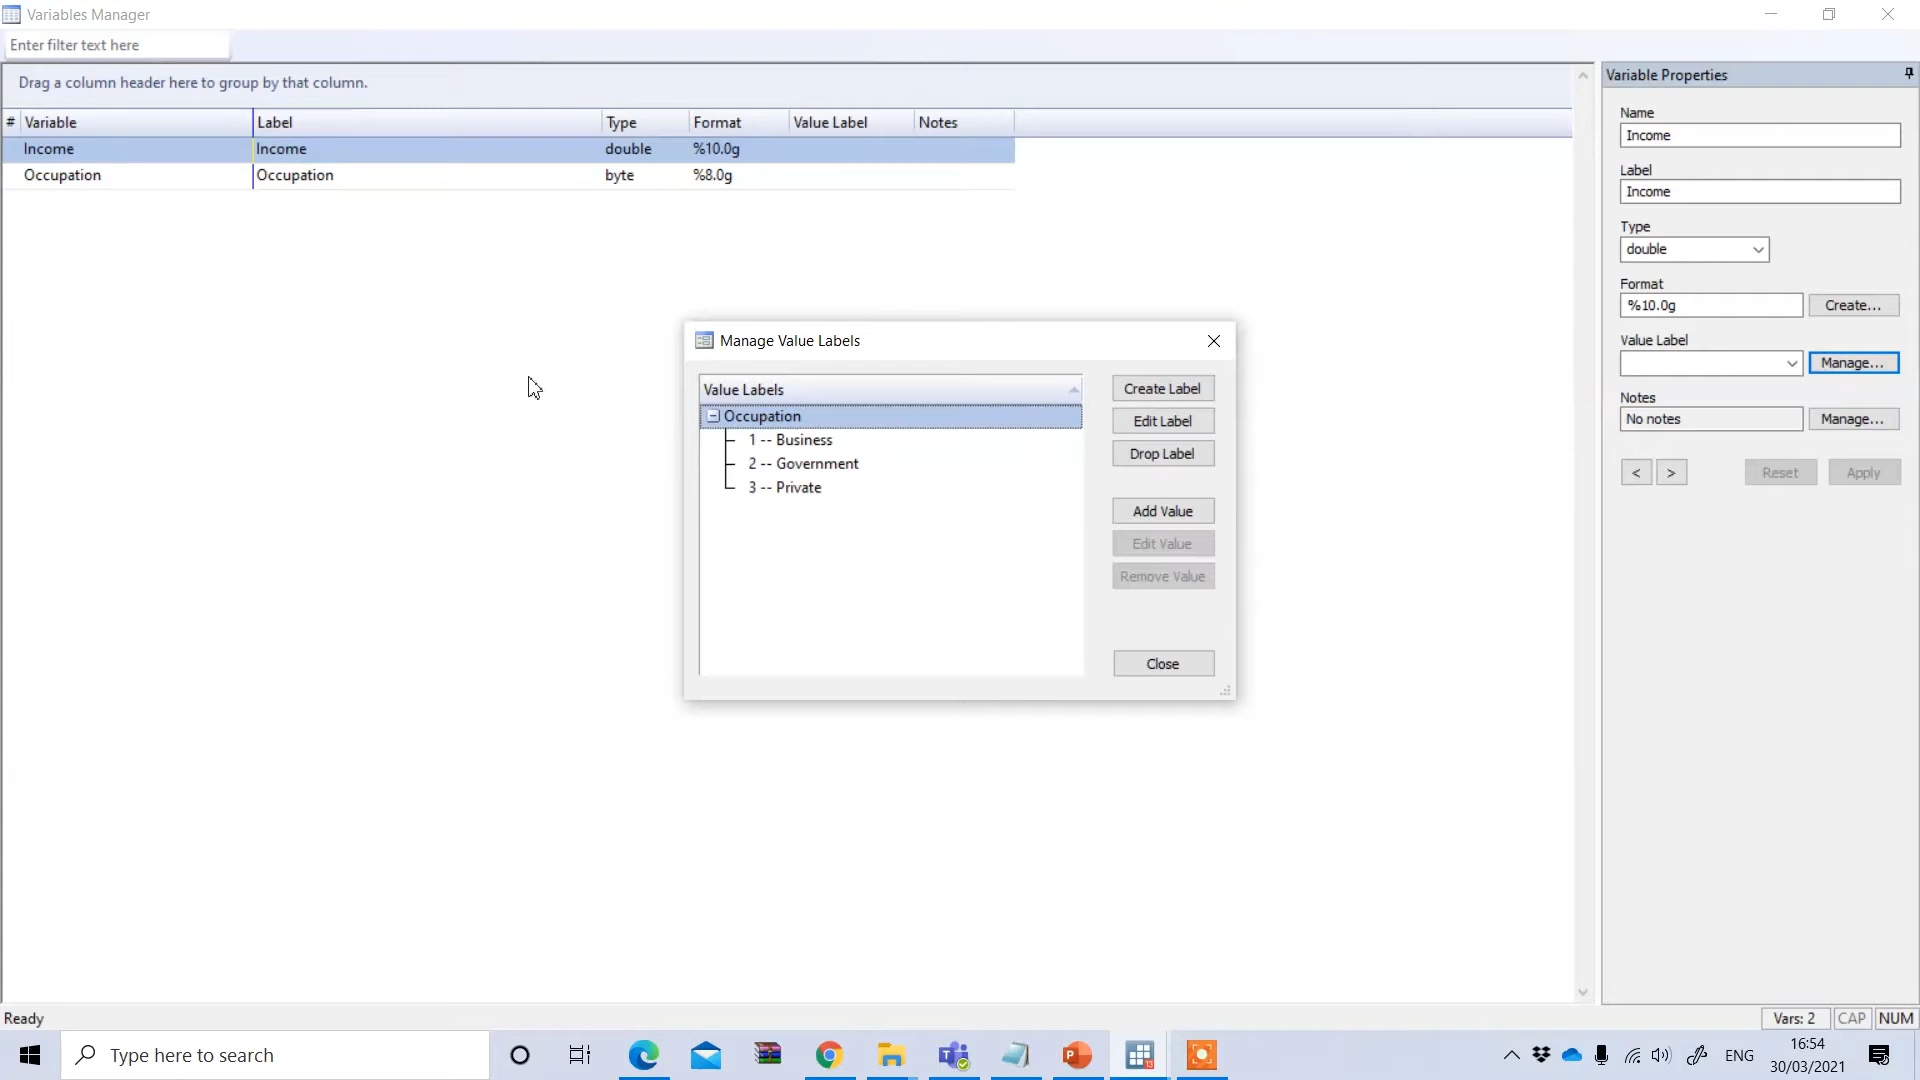 Variables Manager
Enter filter text here
Drag a column header here to group by that column.
# Variable Label Type Format Value Label Notes
Income Income double %10.0g
Occupation Occupation byte %8.0g
Variable Properties
Name
Income
Label
Income
Type
double
Format
%10.0g Create...
Value Label
Manage...
Notes
No notes Manage...
< > Reset Apply
Manage Value Labels
Value Labels
Occupation
1 -- Business
2 -- Government
3 -- Private
Create Label
Edit Label
Drop Label
Add Value
Edit Value
Remove Value
Close
Ready
Vars: 2 CAP NUM
Type here to search
ENG
16:54
30/03/2021